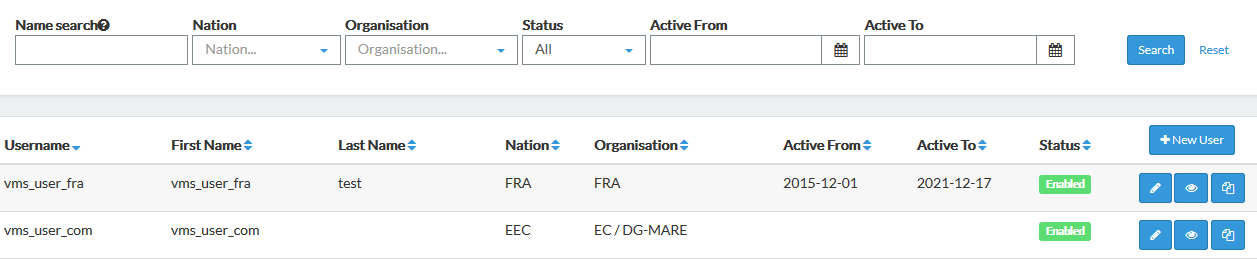 Name search Nation Organisation Status Active From Active To
Nation... Organisation... All Search Reset
Username First Name Last Name Nation Organisation Active From Active To Status New User
vms_user_fra vms_user_fra test FRA FRA 2015-12-01 2021-12-17 Enabled
vms_user_com vms_user_com EEC EC / DG-MARE Enabled